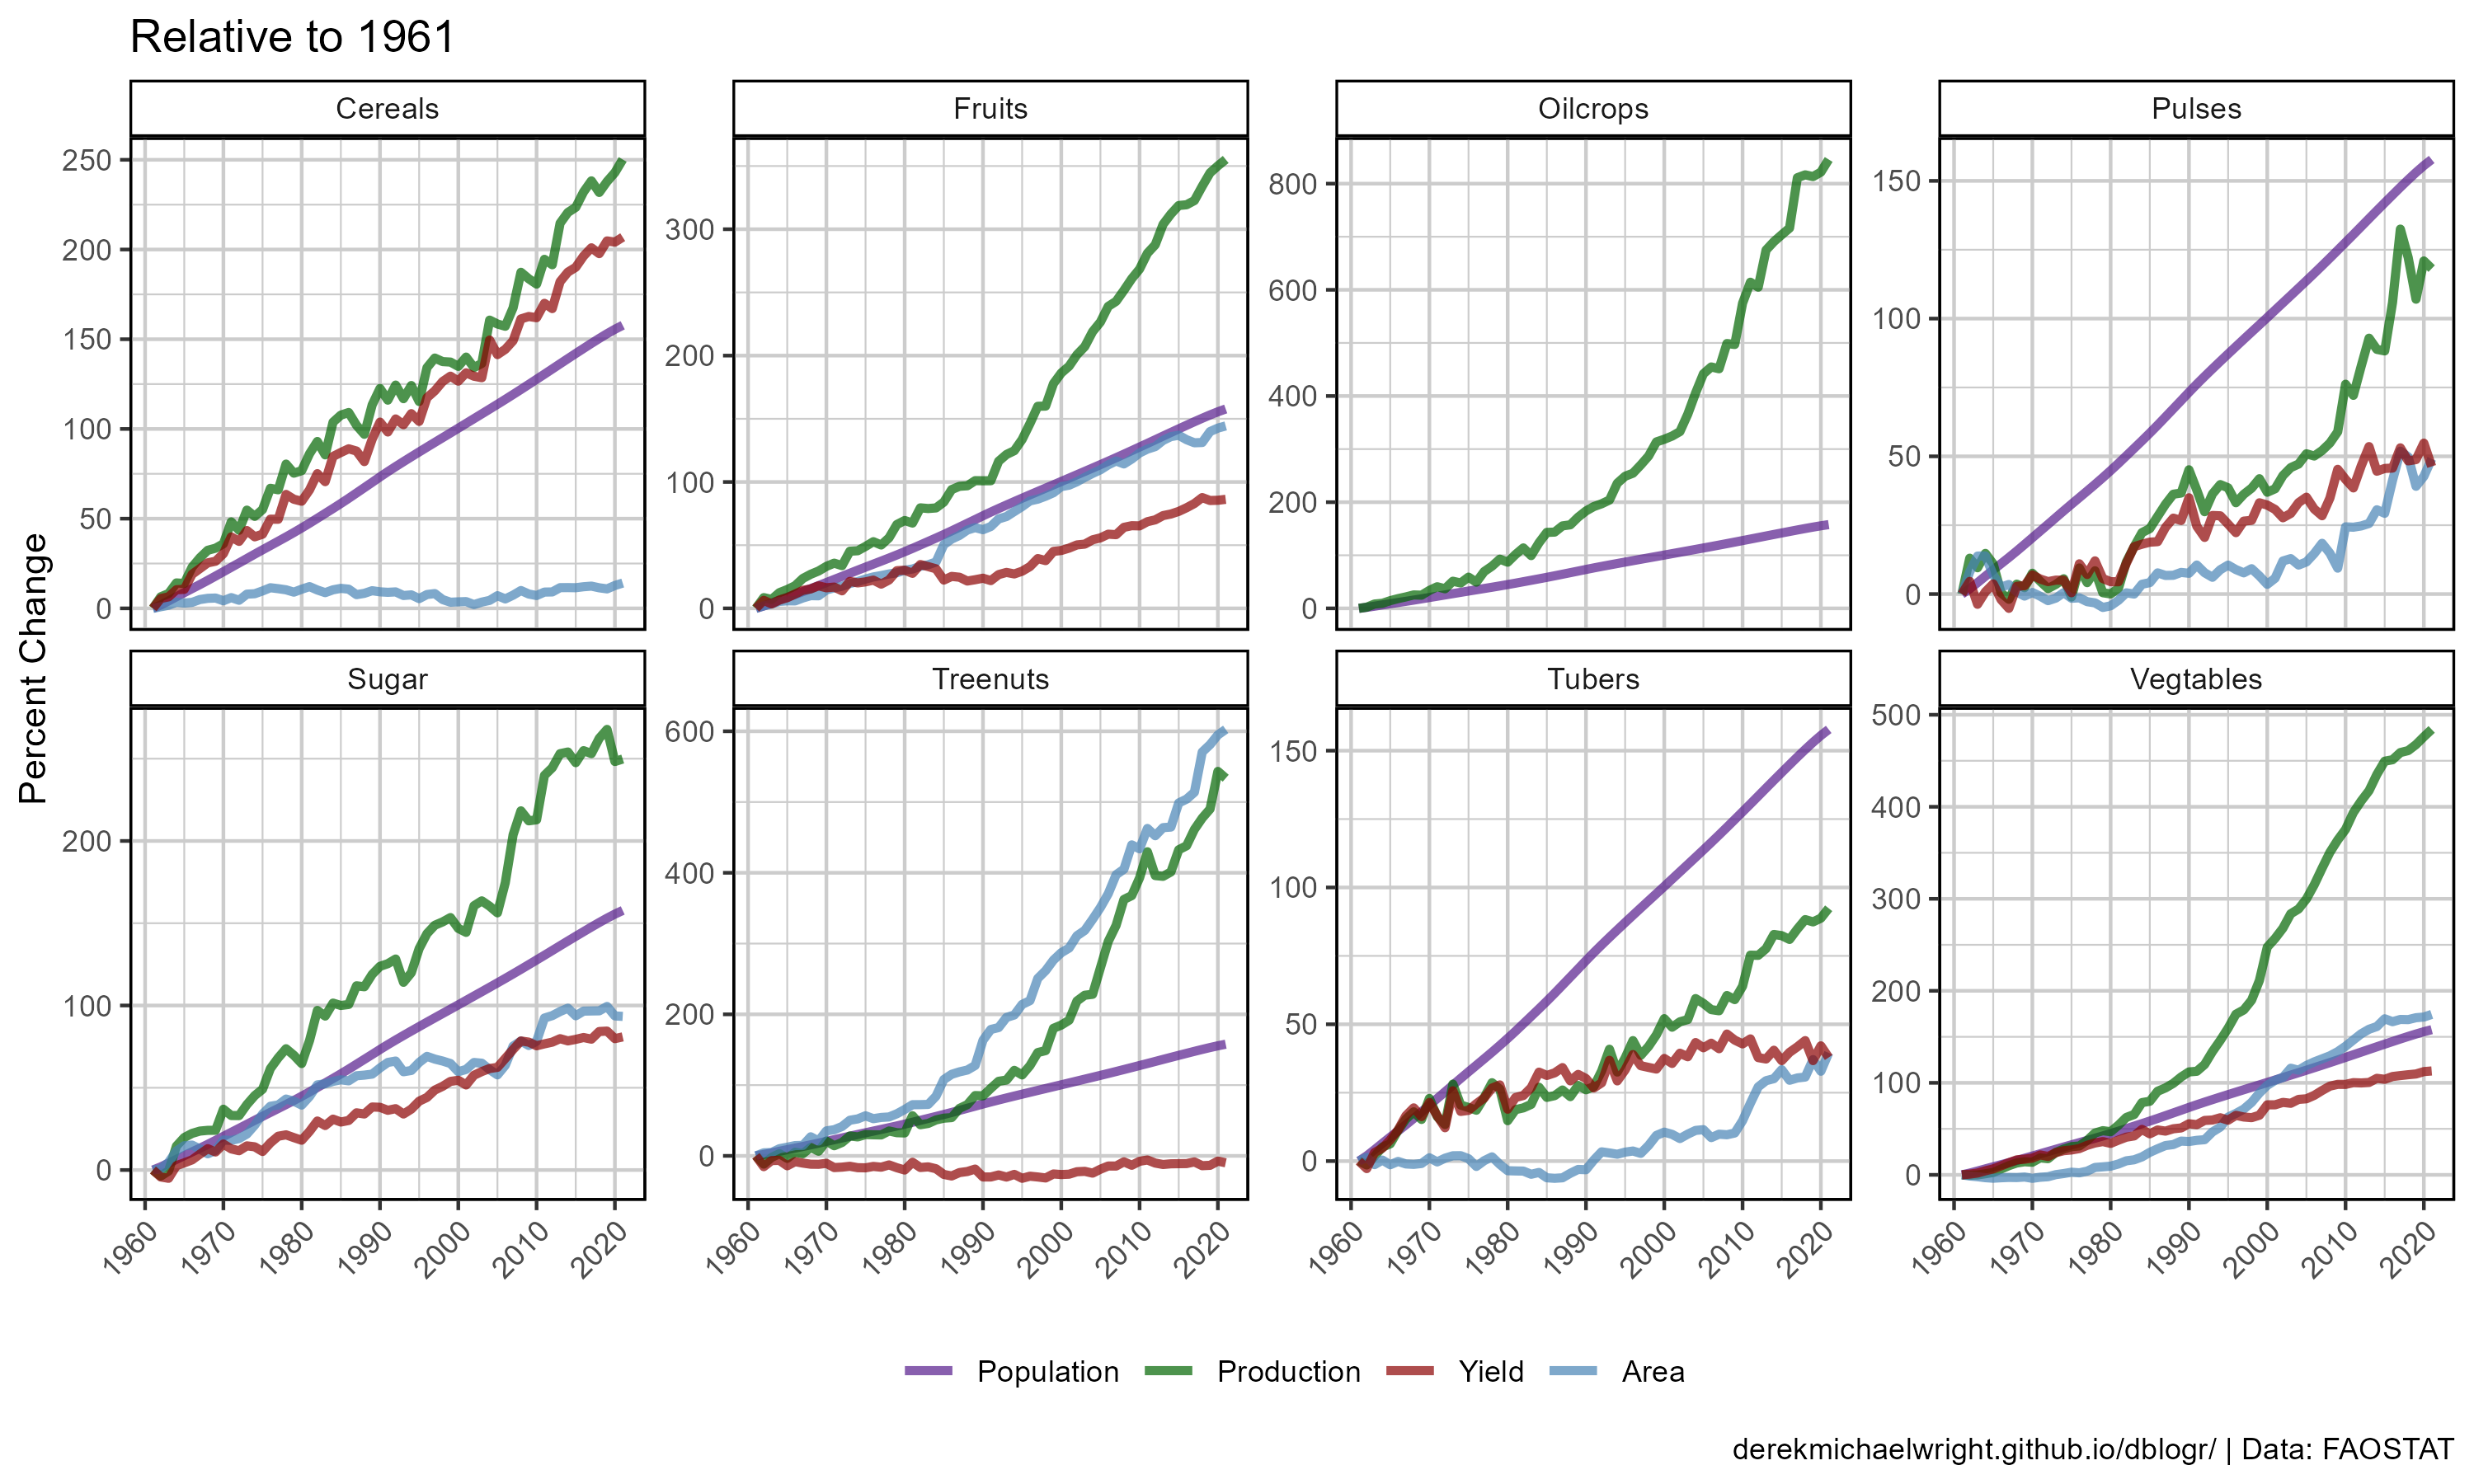 Relative to 1961
Cereals
Fruits
Oilcrops
Pulses
250
200
150
100
50
0
300
200
100
0
800
600
400
200
0
150
100
50
0
Percent Change
Sugar
Treenuts
Tubers
Vegtables
200
100
0
600
400
200
0
150
100
50
0
500
400
300
200
100
0
1960 1970 1980 1990 2000 2010 2020
1960 1970 1980 1990 2000 2010 2020
1960 1970 1980 1990 2000 2010 2020
1960 1970 1980 1990 2000 2010 2020
Population Production Yield Area
derekmichaelwright.github.io/dblogr/ | Data: FAOSTAT